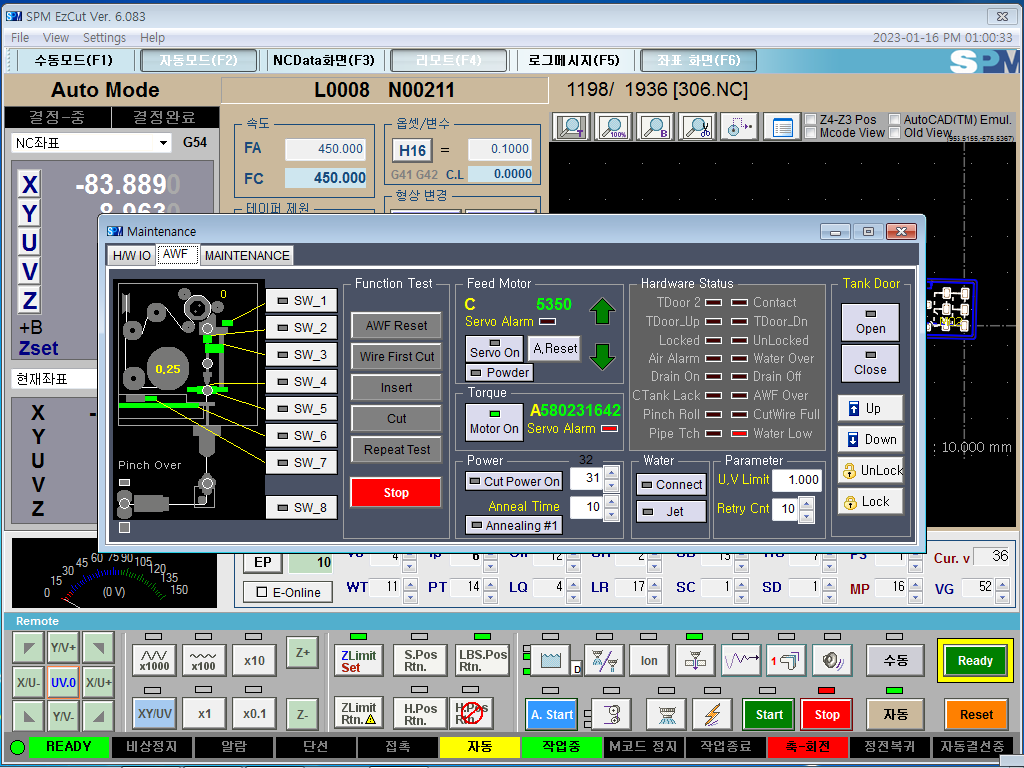 SPM EzCut Ver. 6.083
File View Settings Help
2023-01-16 PM 01:00:33
수동모드(F1) 자동모드(F2) NCData화면(F3) 리모트(F4) 로그메시지(F5) 좌표 화면(F6)
SPM
Auto Mode
L0008 N00211
1198/ 1936 [306.NC]
결정-중 결정완료
NC좌표 G54
속도
FA 450.000
FC 450.000
옵셋/변수
H16 = 0.1000
G41 G42 C.L 0.0000
형상 변경
테이퍼 제원
Z4-Z3 Pos AutoCAD(TM) Emul.
Mcode View Old View
(953.5155,-575.5367)
X -83.8890
Y 8.9630
U
V
Z
+B
Zset
현재좌표
X -
Y
U
V
Z
10.000 mm
Maintenance
H/W IO AWF MAINTENANCE
0
0,25
Pinch Over
SW_1
SW_2
SW_3
SW_4
SW_5
SW_6
SW_7
SW_8
Function Test
AWF Reset
Wire First Cut
Insert
Cut
Repeat Test
Stop
Feed Motor
C 5350
Servo Alarm
Servo On A,Reset
Powder
Torque
Motor On
A580231642
Servo Alarm
Power 32
Cut Power On 31
Anneal Time 10
Annealing #1
Hardware Status
TDoor 2 Contact
TDoor_Up TDoor_Dn
Locked UnLocked
Air Alarm Water Over
Drain On Drain Off
CTank Lack AWF Over
Pinch Roll CutWire Full
Pipe Tch Water Low
Water
Connect
Jet
Parameter
U,V Limit 1.000
Retry Cnt 10
Tank Door
Open
Close
Up
Down
UnLock
Lock
0 15 30 45 60 75 90 105 120 135 150
(0 V)
EP 10
E-Online
4 6 12 2 15 7 P3 1 Cur. v 36
WT 11 PT 14 LQ 4 LR 17 SC 1 SD 1 MP 16 VG 52
Remote
Y/V+
X/U- UV.0 X/U+
Y/V-
x1000 x100 x10 Z+
XY/UV x1 x0.1 Z-
ZLimit Set S.Pos Rtn. LBS.Pos Rtn.
ZLimit Rtn. H.Pos Rtn.
D Ion 1 수동 Ready
A. Start Start Stop 자동 Reset
READY 비상정지 알람 단선 접촉 자동 작업중 M코드 정지 작업종료 축-회전 정전복귀 자동결선중